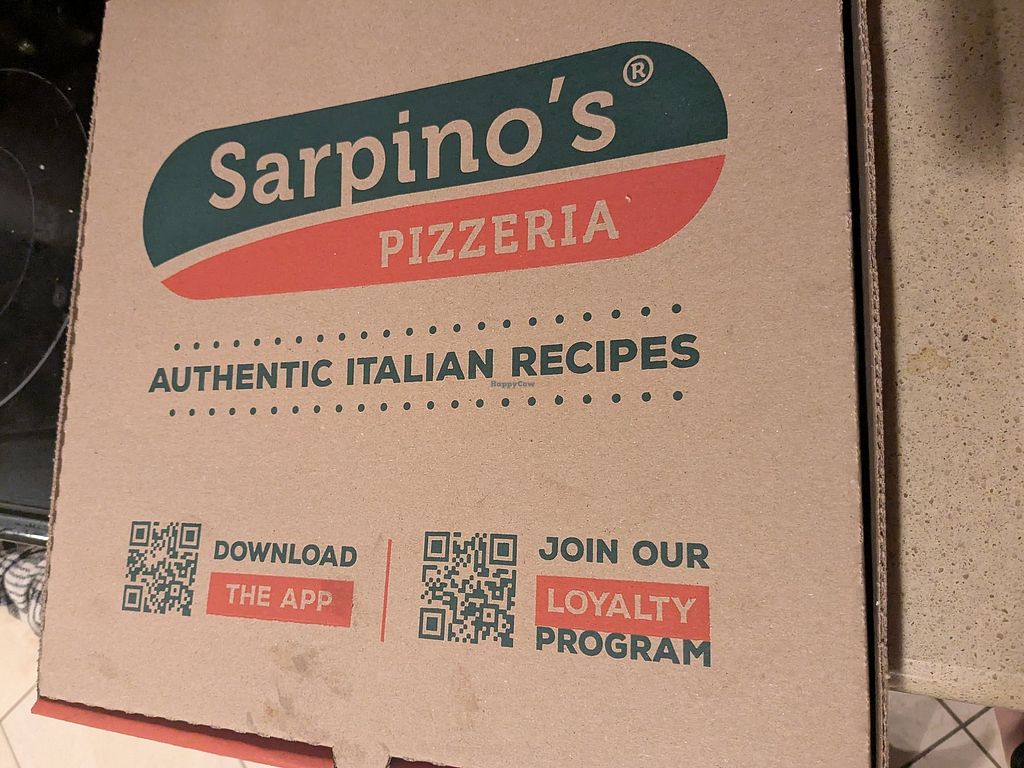 Sarpino's®
PIZZERIA
AUTHENTIC ITALIAN RECIPES
HappyCow
DOWNLOAD
THE APP
JOIN OUR
LOYALTY
PROGRAM